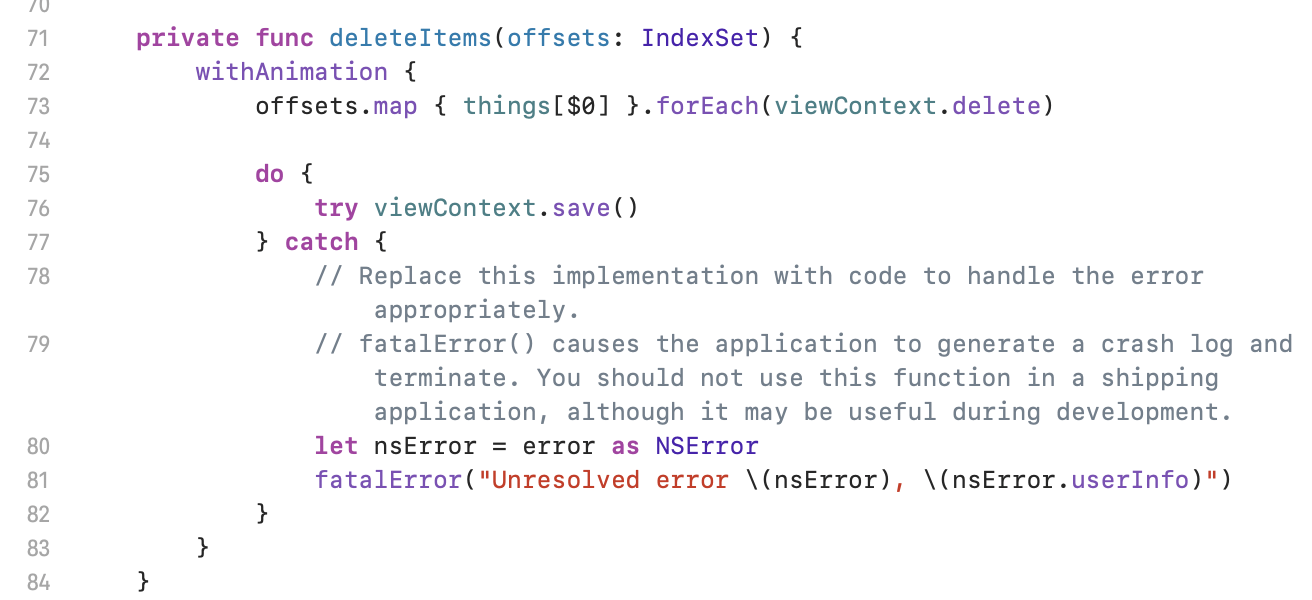 70
71 private func deleteItems(offsets: IndexSet) {
72 withAnimation {
73 offsets.map { things[$0] }.forEach(viewContext.delete)
74
75 do {
76 try viewContext.save()
77 } catch {
78 // Replace this implementation with code to handle the error
appropriately.
79 // fatalError() causes the application to generate a crash log and
terminate. You should not use this function in a shipping
application, although it may be useful during development.
80 let nsError = error as NSError
81 fatalError("Unresolved error \(nsError), \(nsError.userInfo)")
82 }
83 }
84 }